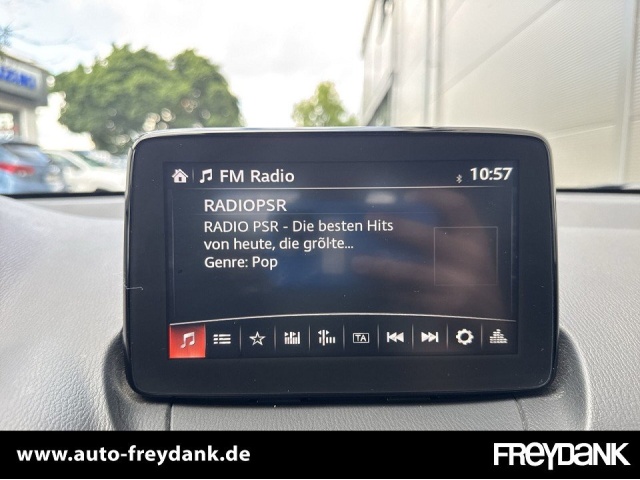 FM Radio
10:57
RADIOPSR
RADIO PSR - Die besten Hits
von heute, die größte...
Genre: Pop
TA
www.auto-freydank.de
FREYDANK